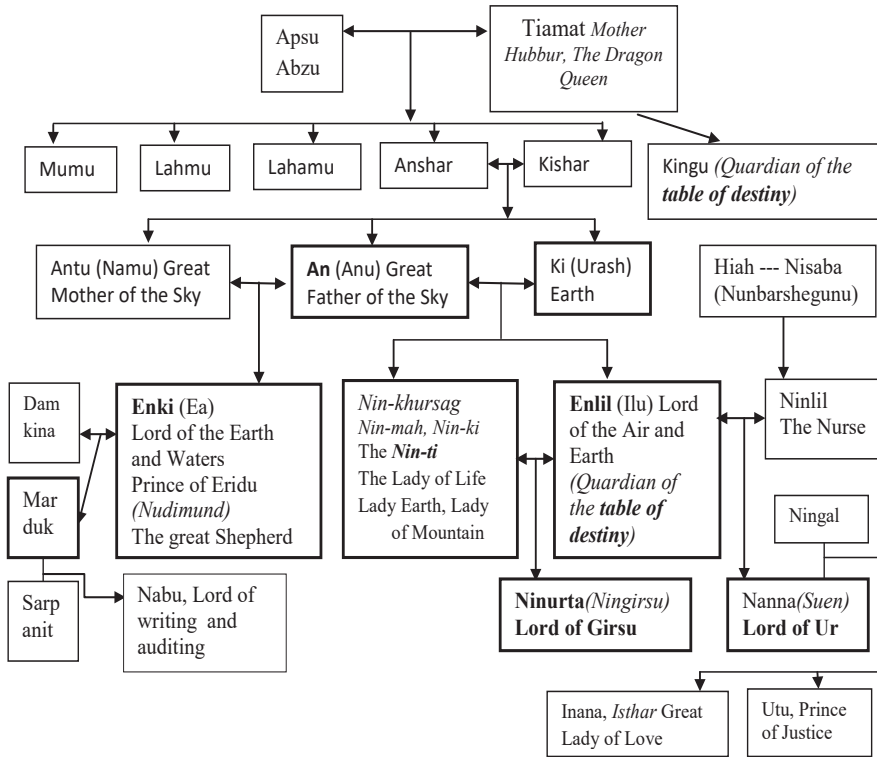 Apsu
Abzu
Tiamat Mother
Hubbur, The Dragon
Queen
Mumu
Lahmu
Lahamu
Anshar
Kishar
Kingu (Quardian of the
table of destiny)
Antu (Namu) Great
Mother of the Sky
An (Anu) Great
Father of the Sky
Ki (Urash)
Earth
Hiah --- Nisaba
(Nunbarshegunu)
Dam
kina
Enki (Ea)
Lord of the Earth
and Waters
Prince of Eridu
(Nudimund)
The great Shepherd
Nin-khursag
Nin-mah, Nin-ki
The Nin-ti
The Lady of Life
Lady Earth, Lady
of Mountain
Enlil (Ilu) Lord
of the Air and
Earth
(Quardian of
the table of
destiny)
Ninlil
The Nurse
Mar
duk
Ningal
Sarp
anit
Nabu, Lord of
writing and
auditing
Ninurta(Ningirsu)
Lord of Girsu
Nanna(Suen)
Lord of Ur
Inana, Isthar Great
Lady of Love
Utu, Prince
of Justice